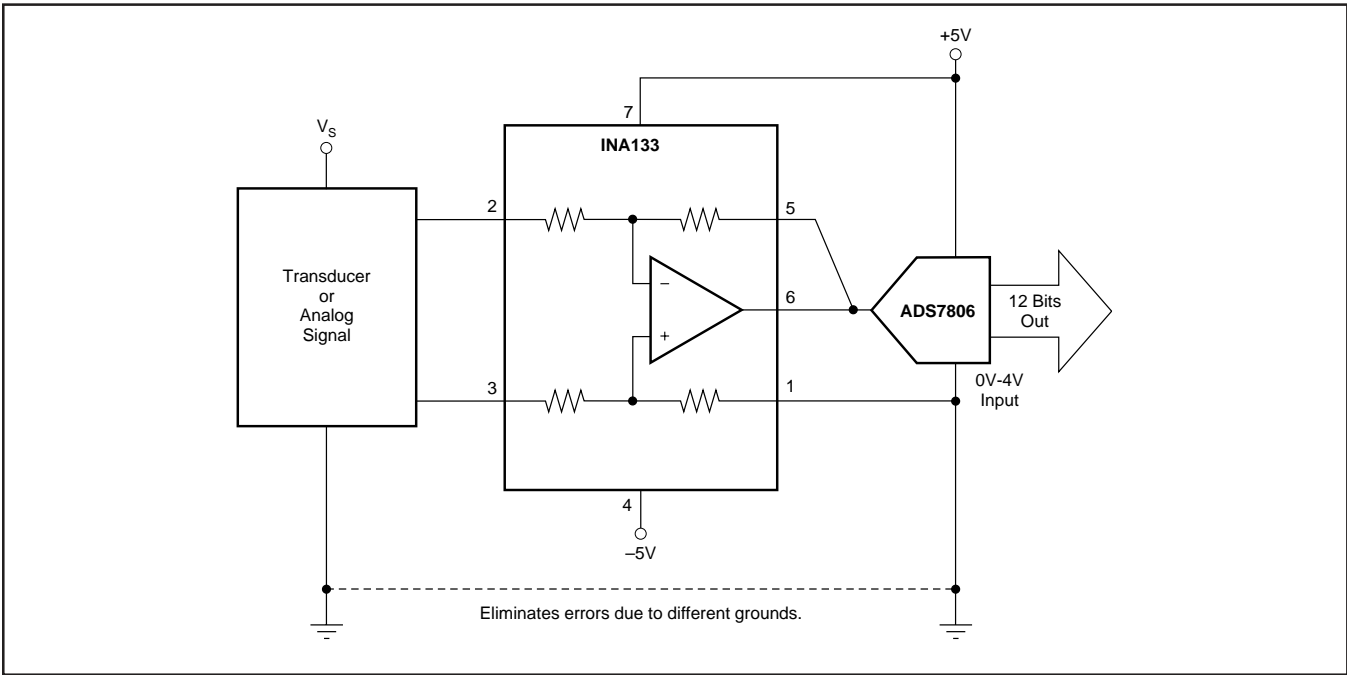 +5V
7
V_S
INA133
2
5
Transducer
or
Analog
Signal
–
6
ADS7806
12 Bits
Out
+
3
1
0V-4V
Input
4
–5V
Eliminates errors due to different grounds.